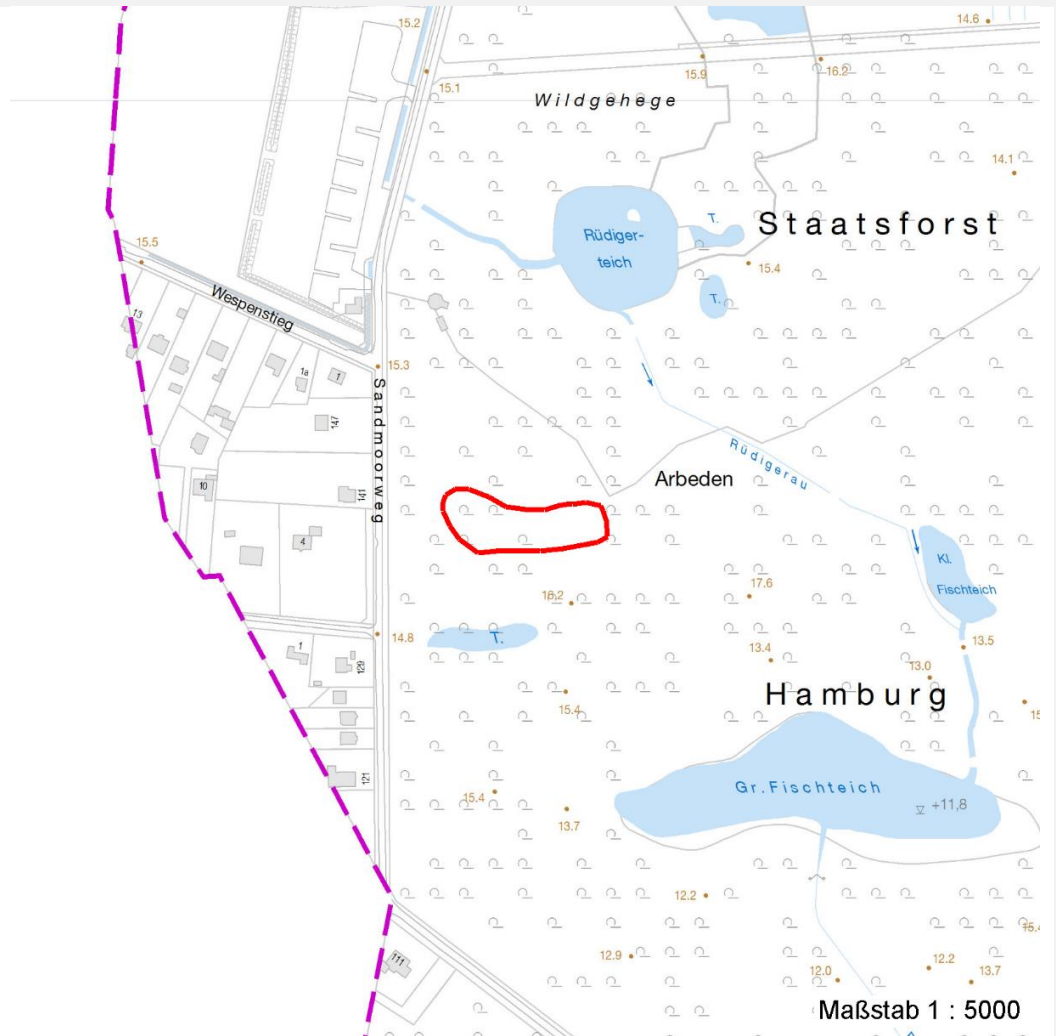 15.2
14.6
15.9
16.2
15.1
Wildgehege
14.1
T.
Staatsforst
Rüdiger-
teich
15.5
15.4
T.
Wespenstieg
13
15.3
1a
1
Sandmoorweg
147
Rüdigerau
Arbeden
10
141
4
Kl.
Fischteich
17.6
14.8
T.
13.5
1
129
13.4
13.0
15.4
Hamburg
121
Gr. Fischteich
15.4
+11,8
13.7
12.2
12.9
111
12.2
12.0
13.7
Maßstab 1 : 5000